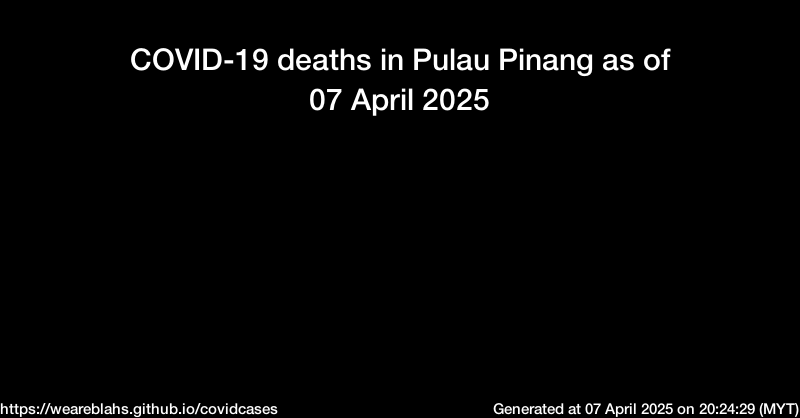 COVID-19 deaths in Pulau Pinang as of
07 April 2025
https://weareblahs.github.io/covidcases
Generated at 07 April 2025 on 20:24:29 (MYT)